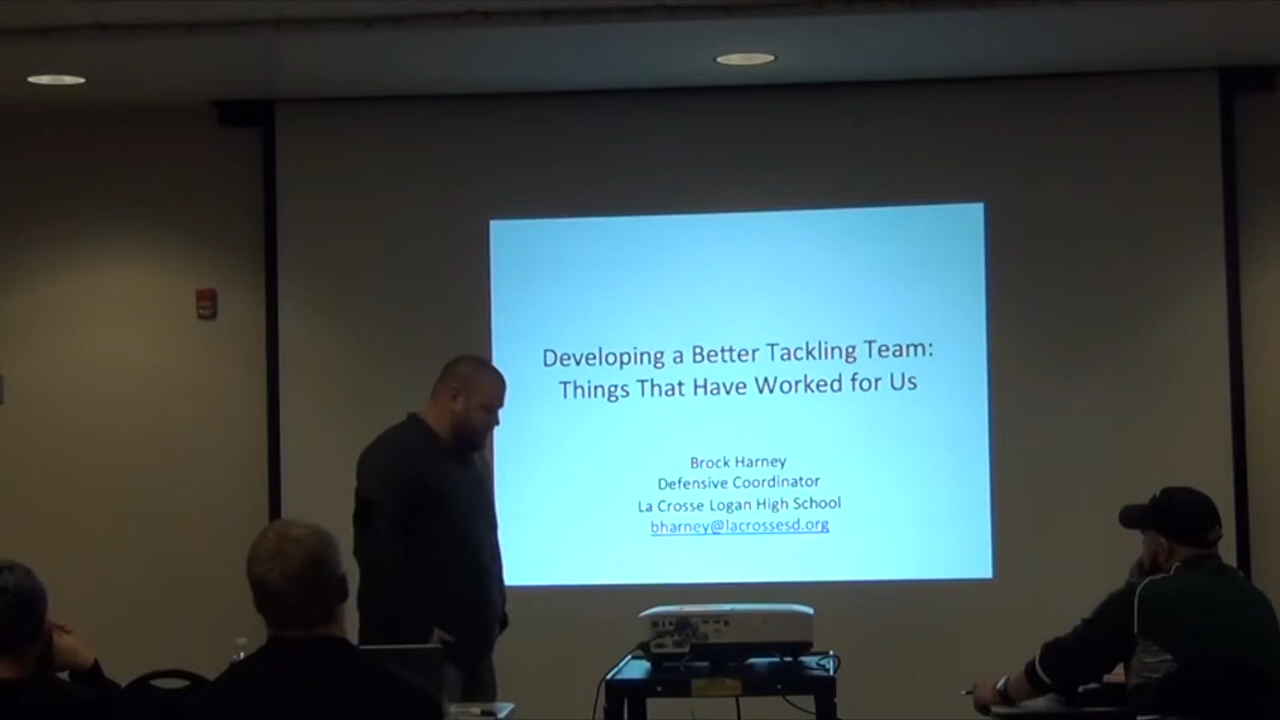 Developing a Better Tackling Team:
Things That Have Worked for Us
Brock Harney
Defensive Coordinator
La Crosse Logan High School
bharney@lacrossesd.org